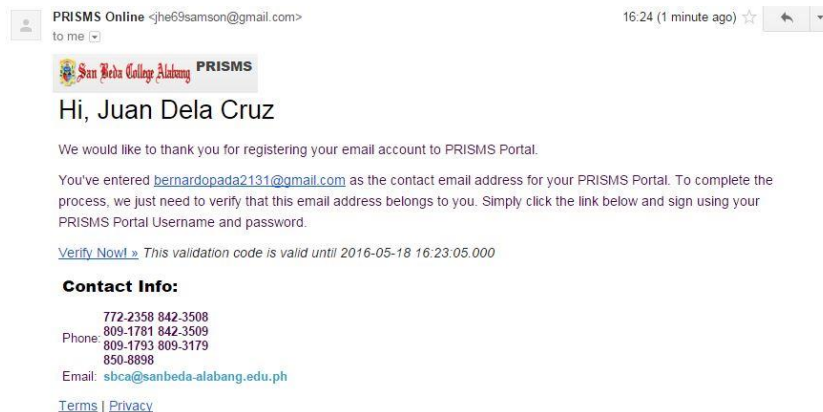 PRISMS Online <jhe69samson@gmail.com>
16:24 (1 minute ago)
to me
San Beda College Alabang PRISMS
Hi, Juan Dela Cruz
We would like to thank you for registering your email account to PRISMS Portal.
You've entered bernardopada2131@gmail.com as the contact email address for your PRISMS Portal. To complete the
process, we just need to verify that this email address belongs to you. Simply click the link below and sign using your
PRISMS Portal Username and password.
Verify Now! » This validation code is valid until 2016-05-18 16:23:05.000
Contact Info:
772-2358 842-3508
Phone: 809-1781 842-3509
809-1793 809-3179
850-8898
Email: sbca@sanbeda-alabang.edu.ph
Terms | Privacy